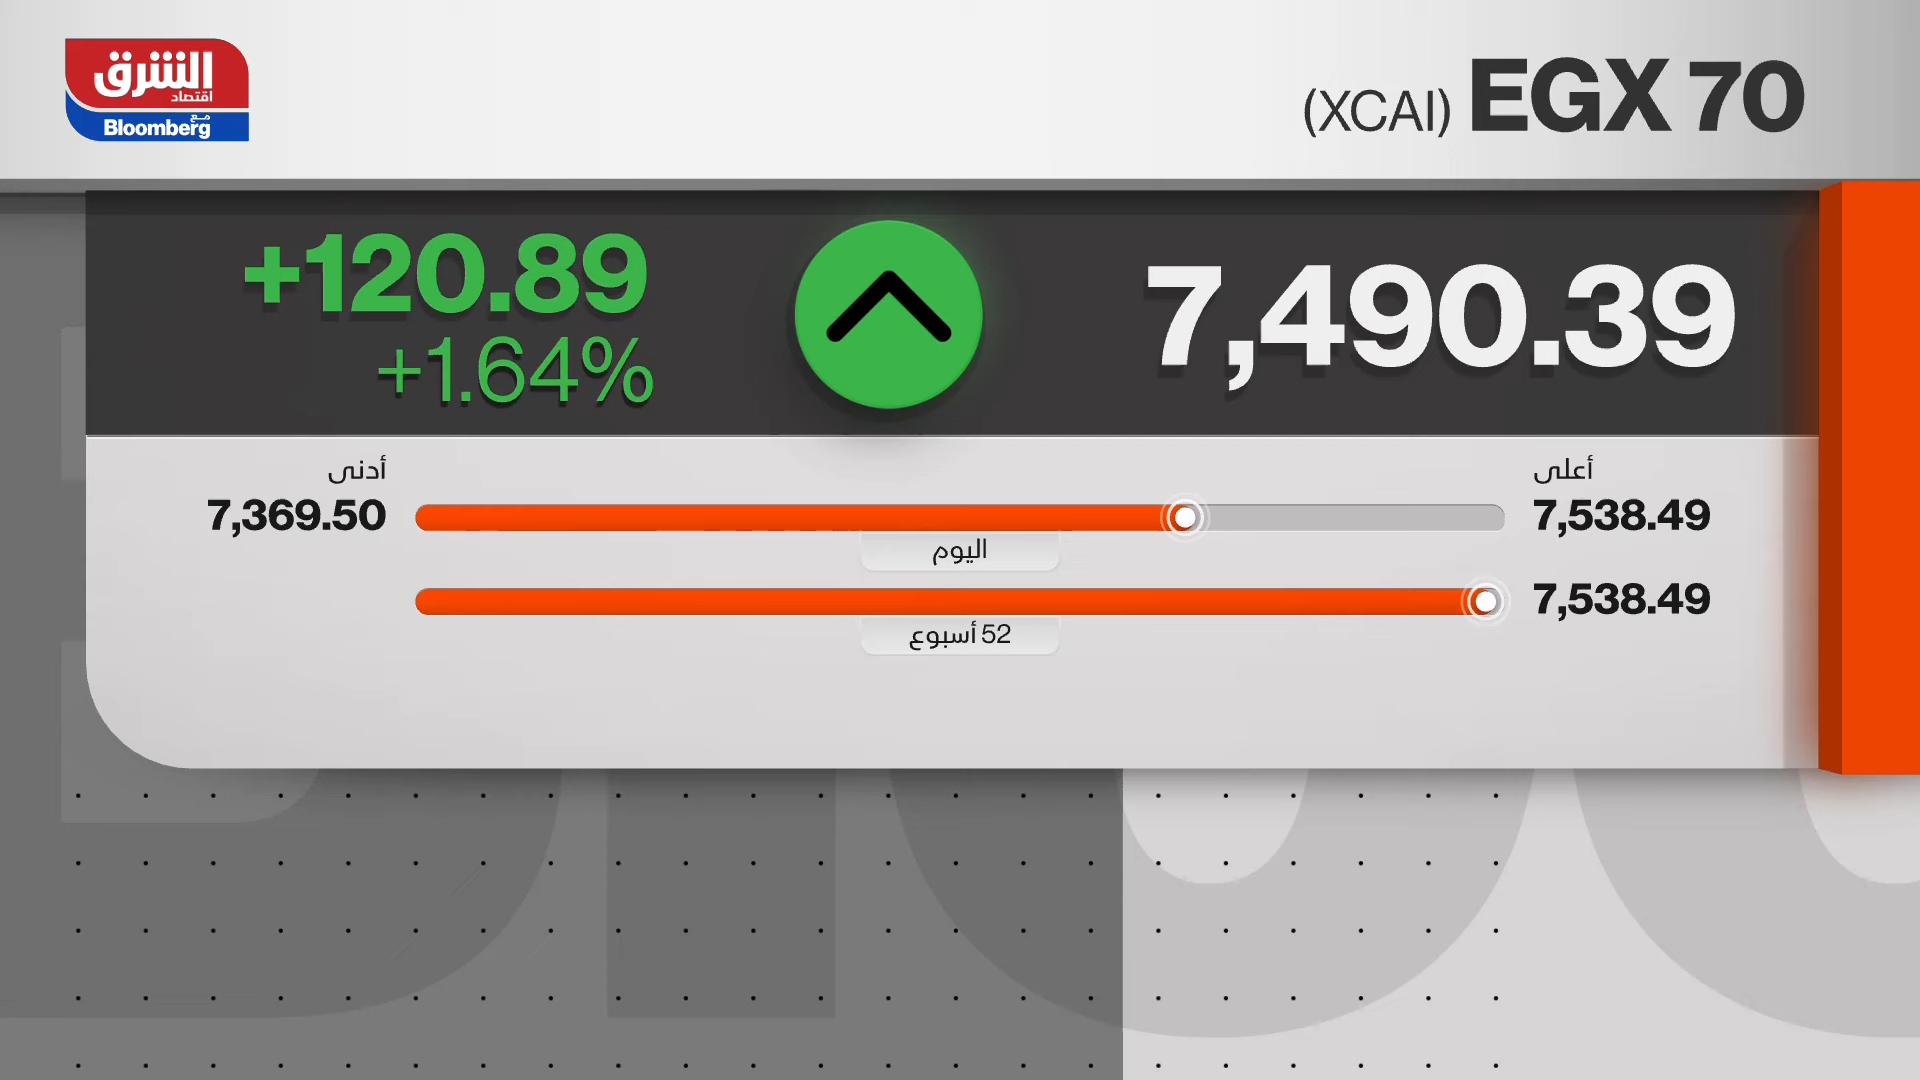 الشرق
اقتصاد
مع
Bloomberg
EGX 70 (XCAI)
7,490.39
+120.89
+1.64%
أعلى
أدنى
7,538.49
7,369.50
اليوم
7,538.49
52 أسبوع